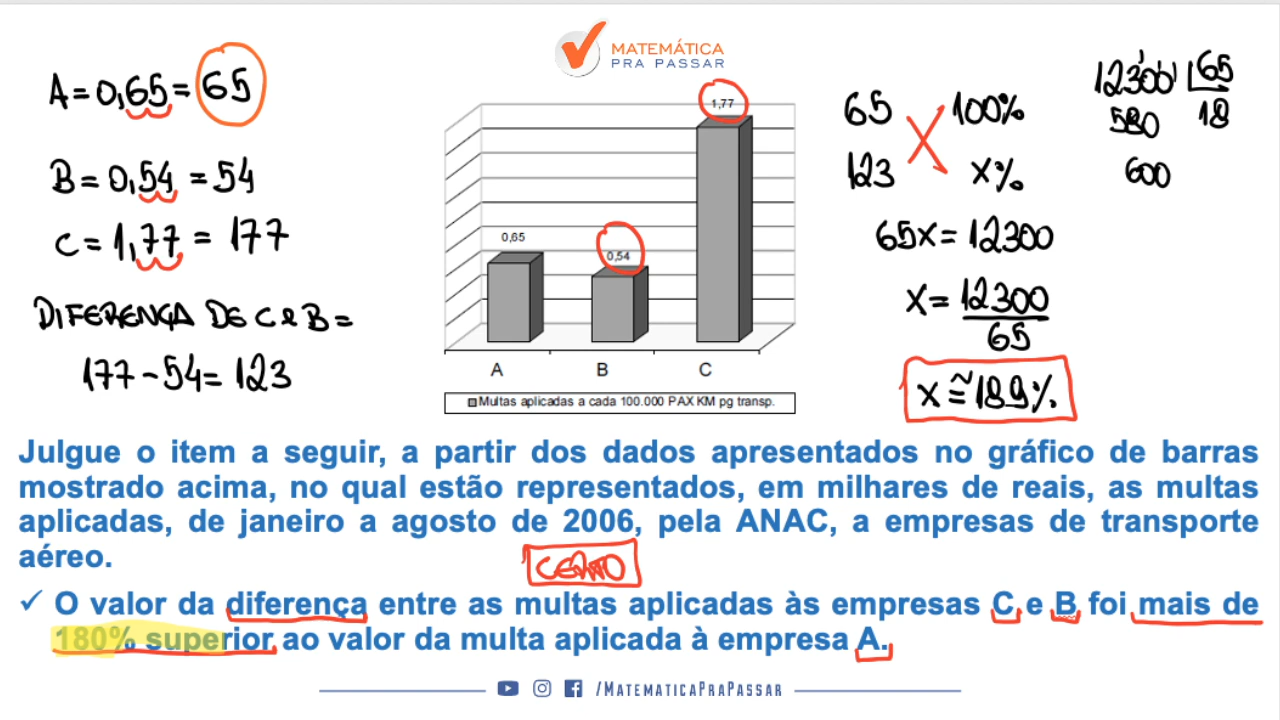 MATEMÁTICA
PRA PASSAR
A = 0,65 = 65
B = 0,54 = 54
C = 1,77 = 177
DIFERENÇA DE C e B =
177 - 54 = 123
1,77
0,65
0,54
A B C
Multas aplicadas a cada 100.000 PAX KM pg transp.
65 100%
123 X%
65X = 12300
X = 12300
65
X ≅ 189%
12300 65
580 18
600
Julgue o item a seguir, a partir dos dados apresentados no gráfico de barras
mostrado acima, no qual estão representados, em milhares de reais, as multas
aplicadas, de janeiro a agosto de 2006, pela ANAC, a empresas de transporte
aéreo.
CERTO
✓ O valor da diferença entre as multas aplicadas às empresas C e B foi mais de
180% superior ao valor da multa aplicada à empresa A.
/MATEMATICAPRAPASSAR